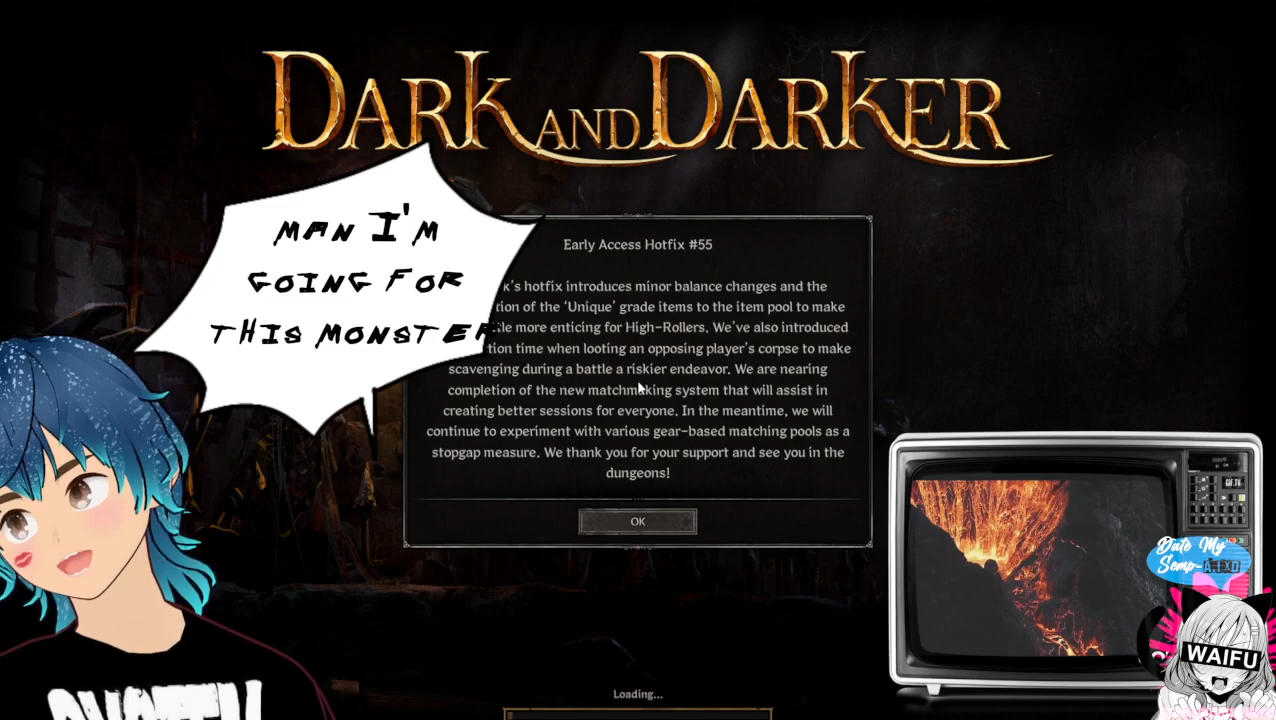 DARK AND DARKER
MAN I'M
GOING FOR
THIS MONSTER
Early Access Hotfix #55
hotfix introduces minor balance changes and the
of the ‘Unique’ grade items to the item pool to make
more enticing for High-Rollers. We've also introduced
time when looting an opposing player's corpse to make
scavenging during a battle a riskier endeavor. We are nearing
completion of the new matchmaking system that will assist in
creating better sessions for everyone. In the meantime, we will
continue to experiment with various gear-based matching pools as a
stopgap measure. We thank you for your support and see you in the
dungeons!
OK
GIF.TV
Date My
WAIFU
Loading...